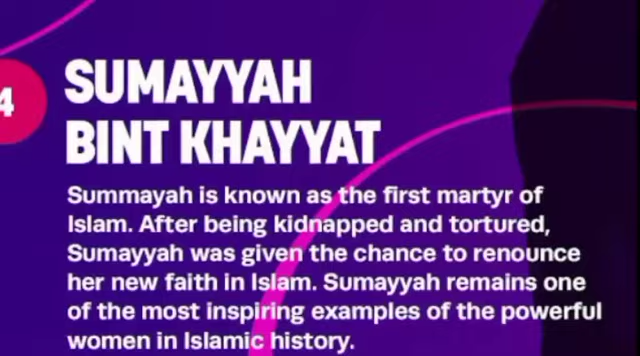 4
SUMAYYAH
BINT KHAYYAT
Summayah is known as the first martyr of
Islam. After being kidnapped and tortured,
Sumayyah was given the chance to renounce
her new faith in Islam. Sumayyah remains one
of the most inspiring examples of the powerful
women in Islamic history.